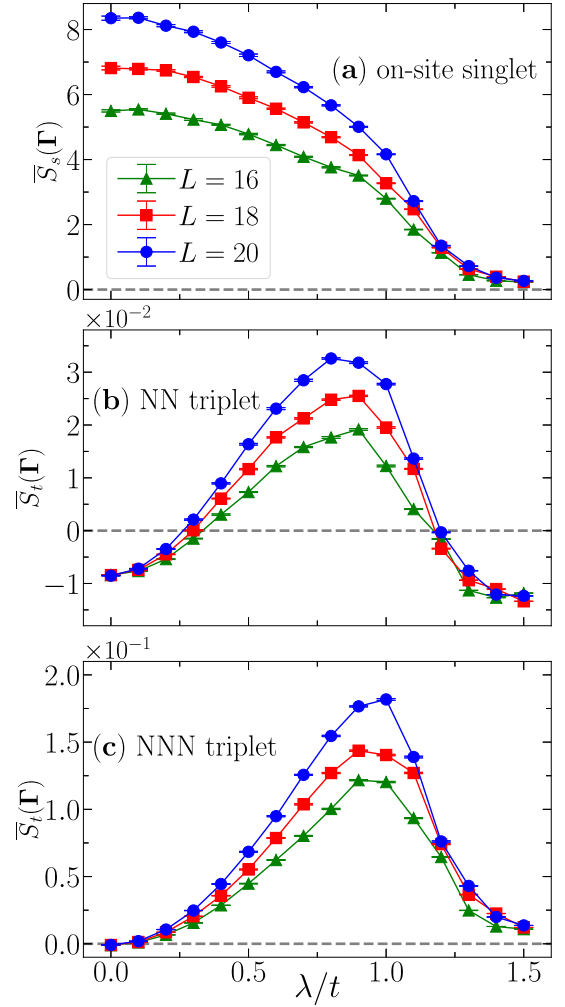 8
6
4
2
0
S̅ₛ(Γ)
(a) on-site singlet
L = 16
L = 18
L = 20
×10⁻²
3
2
1
0
−1
S̅ₜ(Γ)
(b) NN triplet
×10⁻¹
2.0
1.5
1.0
0.5
0.0
S̅ₜ(Γ)
(c) NNN triplet
0.0 0.5 1.0 1.5
λ/t